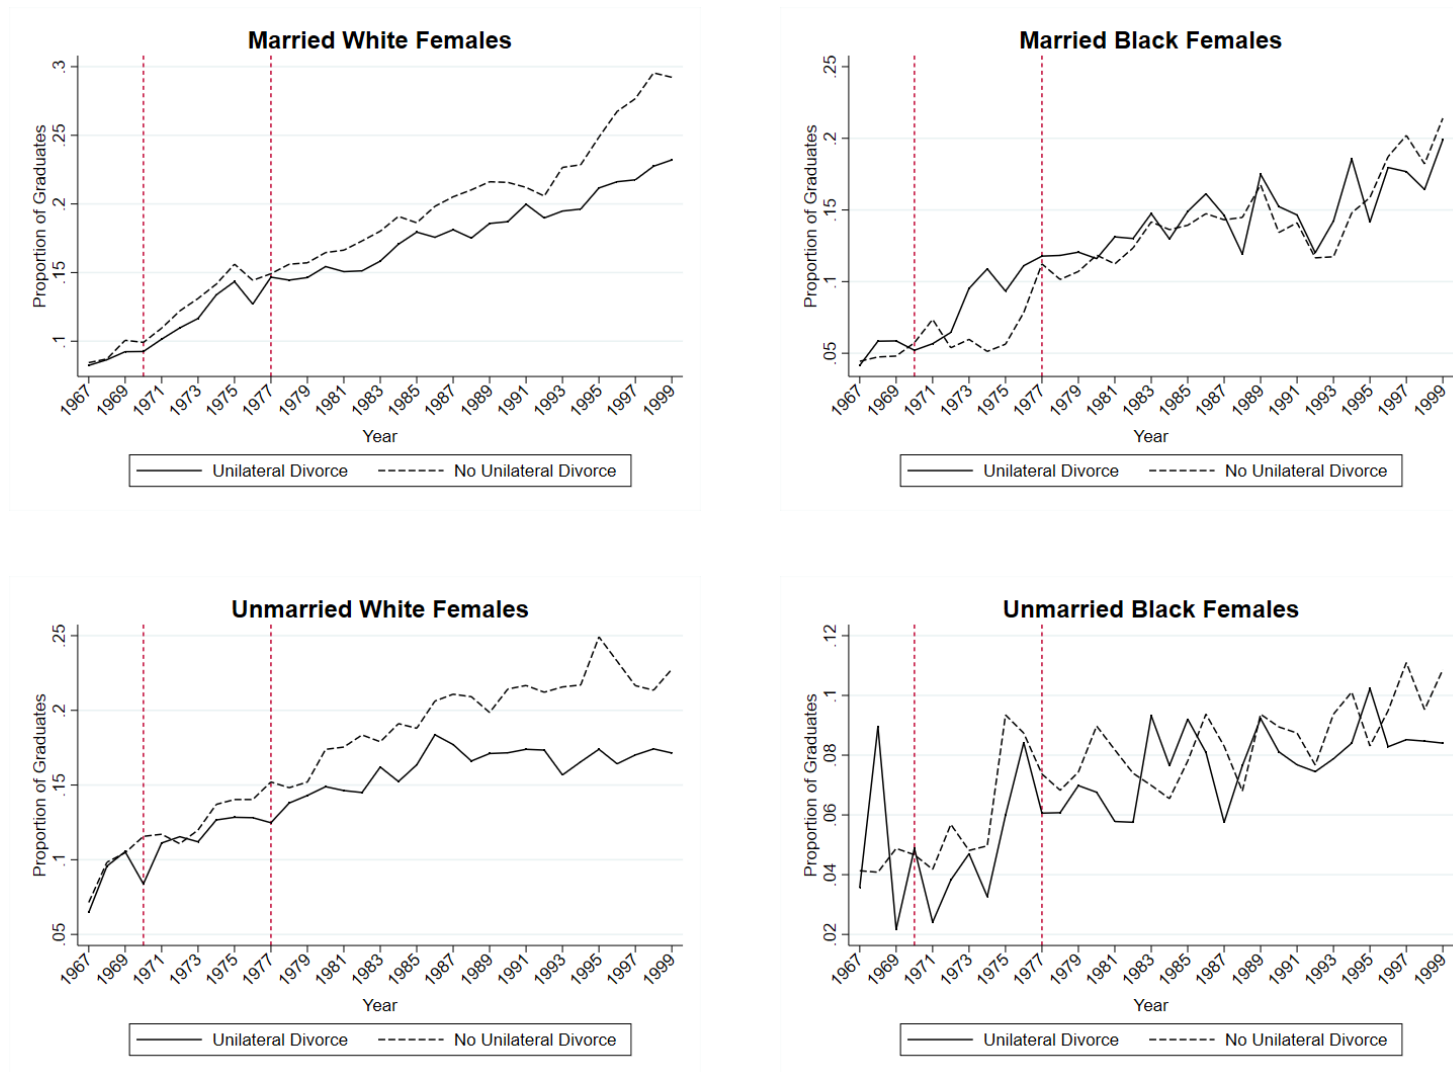 Married White Females
Proportion of Graduates
.1 .15 .2 .25 .3
1967 1969 1971 1973 1975 1977 1979 1981 1983 1985 1987 1989 1991 1993 1995 1997 1999
Year
Unilateral Divorce No Unilateral Divorce
Married Black Females
Proportion of Graduates
.05 .1 .15 .2 .25
1967 1969 1971 1973 1975 1977 1979 1981 1983 1985 1987 1989 1991 1993 1995 1997 1999
Year
Unilateral Divorce No Unilateral Divorce
Unmarried White Females
Proportion of Graduates
.05 .1 .15 .2 .25
1967 1969 1971 1973 1975 1977 1979 1981 1983 1985 1987 1989 1991 1993 1995 1997 1999
Year
Unilateral Divorce No Unilateral Divorce
Unmarried Black Females
Proportion of Graduates
.02 .04 .06 .08 .1 .12
1967 1969 1971 1973 1975 1977 1979 1981 1983 1985 1987 1989 1991 1993 1995 1997 1999
Year
Unilateral Divorce No Unilateral Divorce